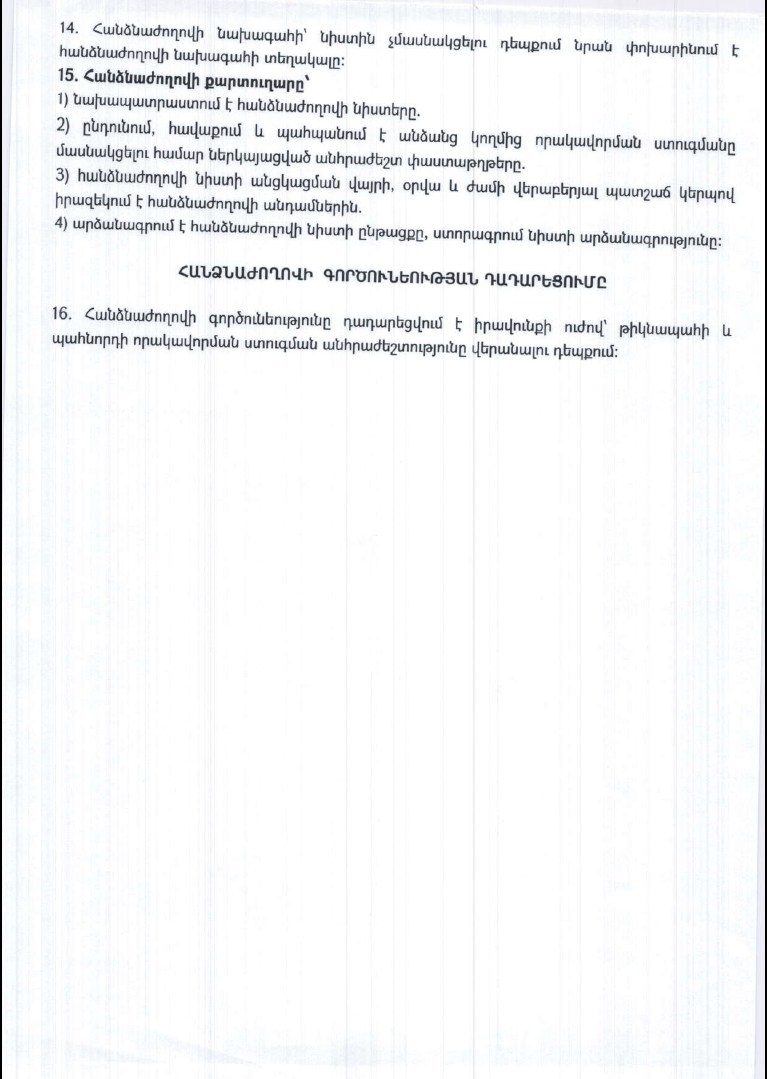 14. Հանձնաժողովի նախագահի՝ նիստին չմասնակցելու դեպքում նրան փոխարինում է
հանձնաժողովի նախագահի տեղակալը:
15. Հանձնաժողովի քարտուղարը՝
1) նախապատրաստում է հանձնաժողովի նիստերը.
2) ընդունում, հավաքում և պահպանում է անձանց կողմից որակավորման ստուգմանը
մասնակցելու համար ներկայացված անհրաժեշտ փաստաթղթերը.
3) հանձնաժողովի նիստի անցկացման վայրի, օրվա և ժամի վերաբերյալ պատշաճ կերպով
իրազեկում է հանձնաժողովի անդամներին.
4) արձանագրում է հանձնաժողովի նիստի ընթացքը, ստորագրում նիստի արձանագրությունը:
ՀԱՆՁՆԱԺՈՂՈՎԻ ԳՈՐԾՈՒՆԵՈՒԹՅԱՆ ԴԱԴԱՐԵՑՈՒՄԸ
16. Հանձնաժողովի գործունեությունը դադարեցվում է իրավունքի ուժով՝ թիկնապահի և
պահնորդի որակավորման ստուգման անհրաժեշտությունը վերանալու դեպքում: